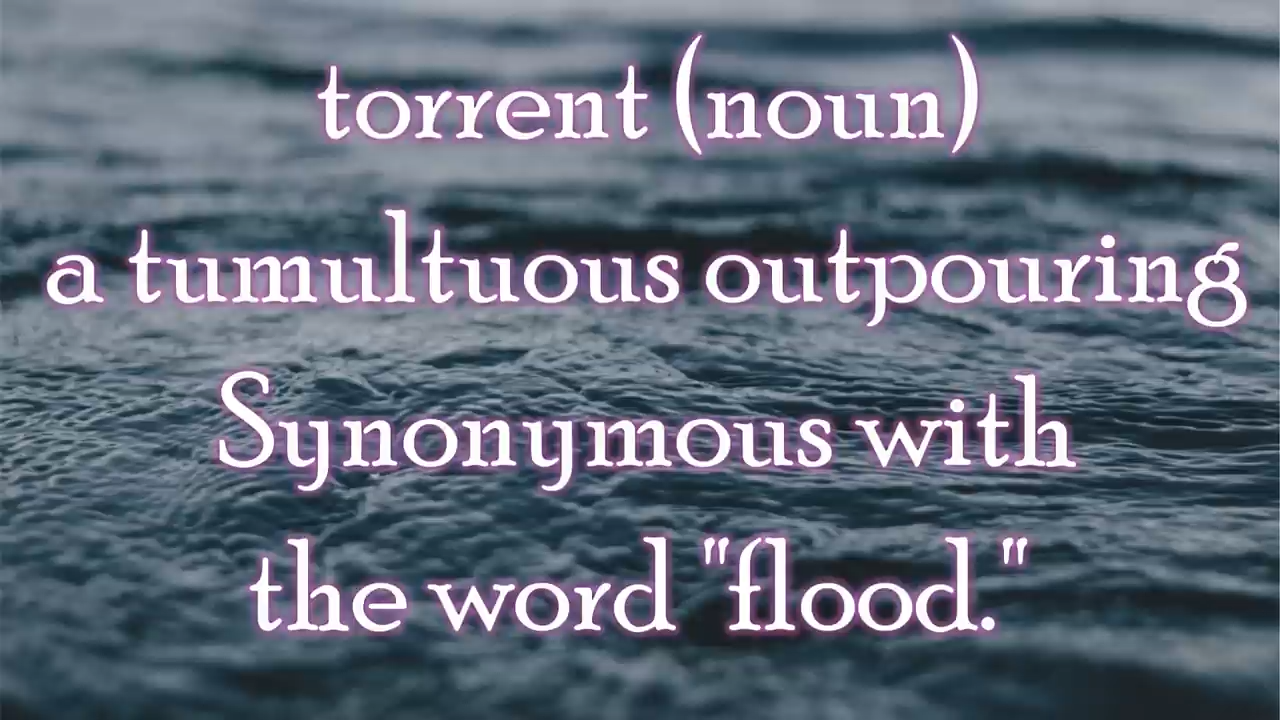 torrent (noun)
a tumultuous outpouring
Synonymous with
the word "flood."